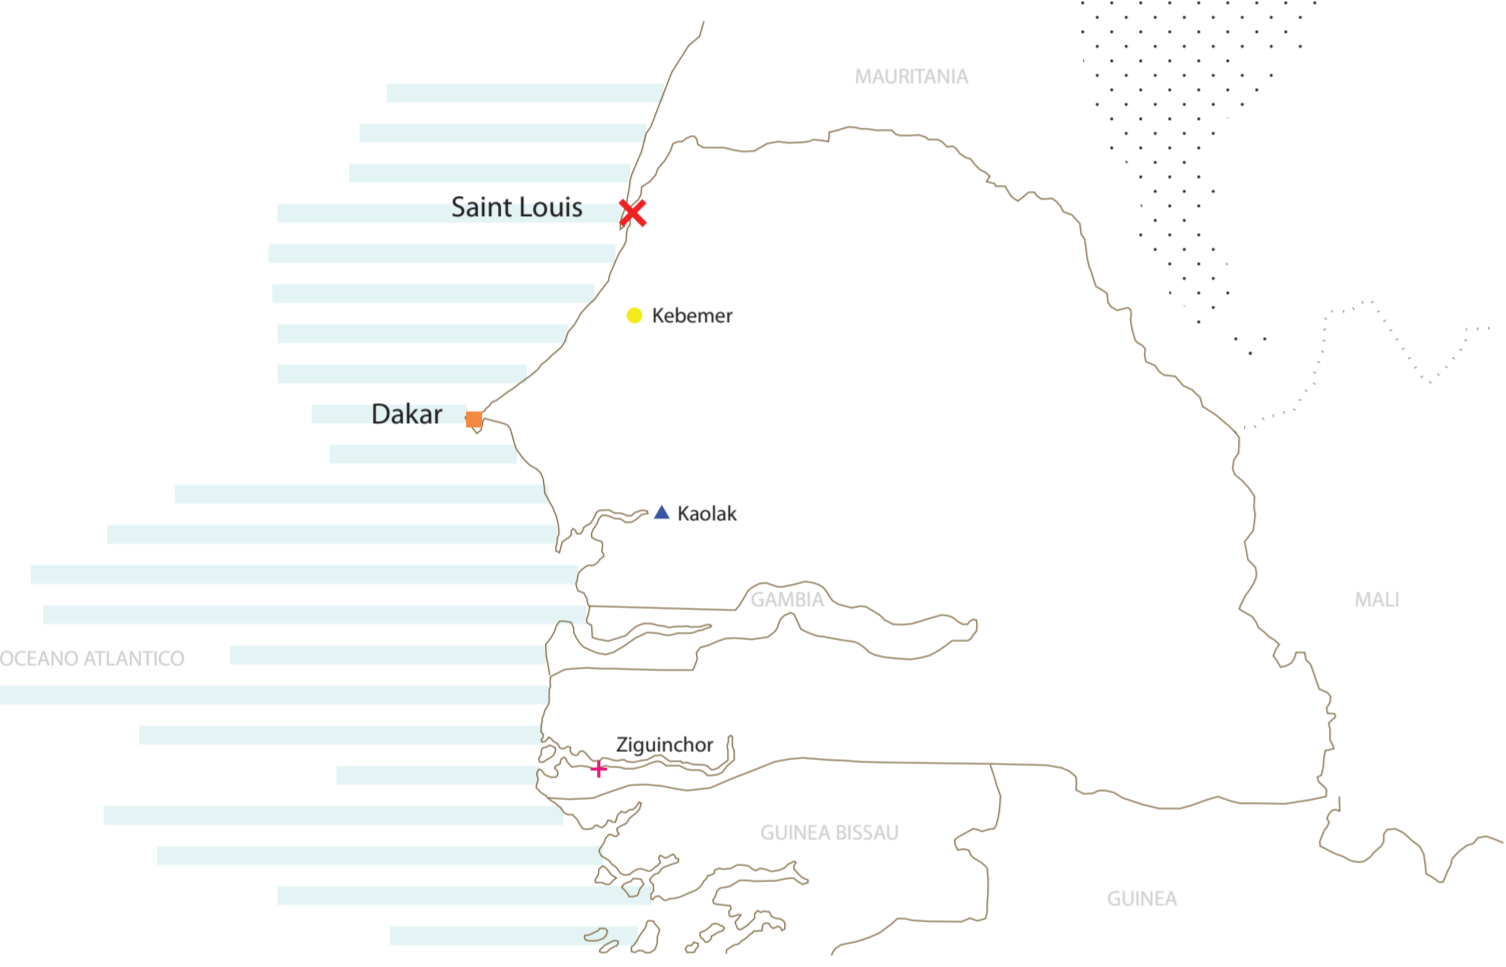 MAURITANIA
Saint Louis
Kebemer
Dakar
Kaolak
GAMBIA
MALI
OCEANO ATLANTICO
Ziguinchor
GUINEA BISSAU
GUINEA